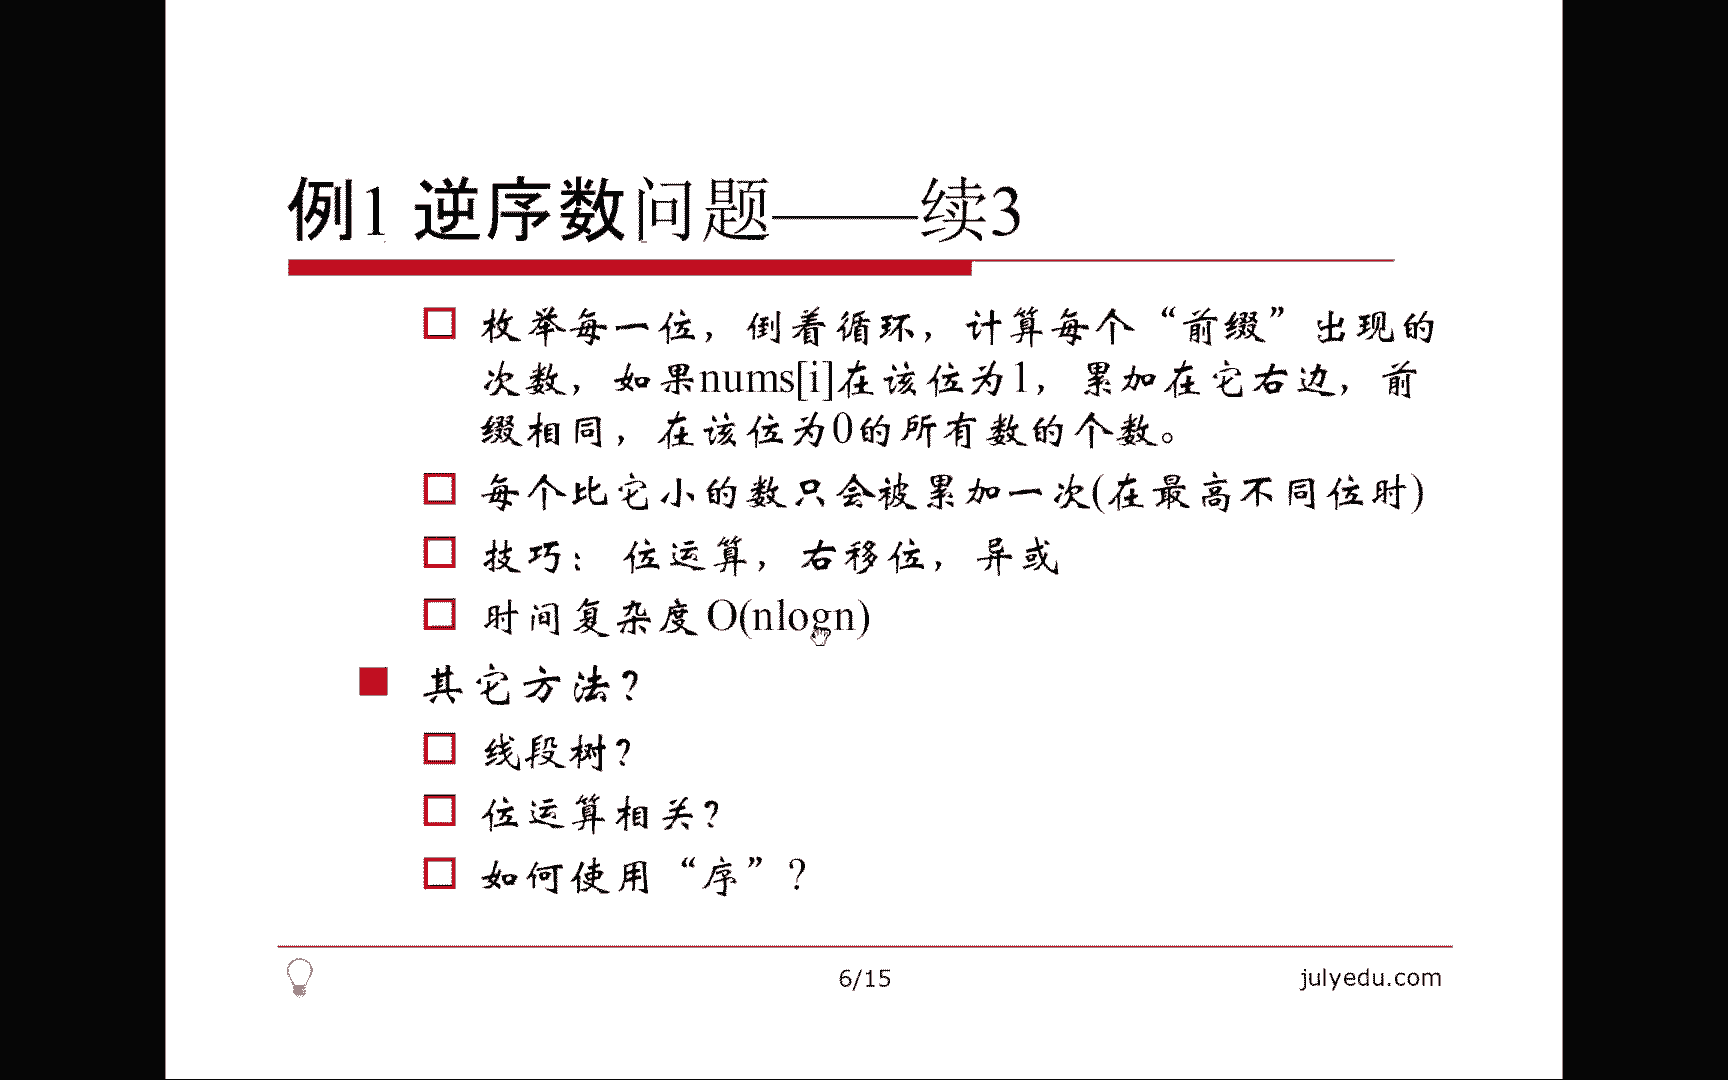 例1 逆序数问题——续3
枚举每一位，倒着循环，计算每个“前缀”出现的
次数，如果nums[i]在该位为1，累加在它右边，前
缀相同，在该位为0的所有数的个数。
每个比它小的数只会被累加一次(在最高不同位时)
技巧： 位运算，右移位，异或
时间复杂度O(nlogn)
其它方法？
线段树？
位运算相关？
如何使用“序”？
6/15
julyedu.com